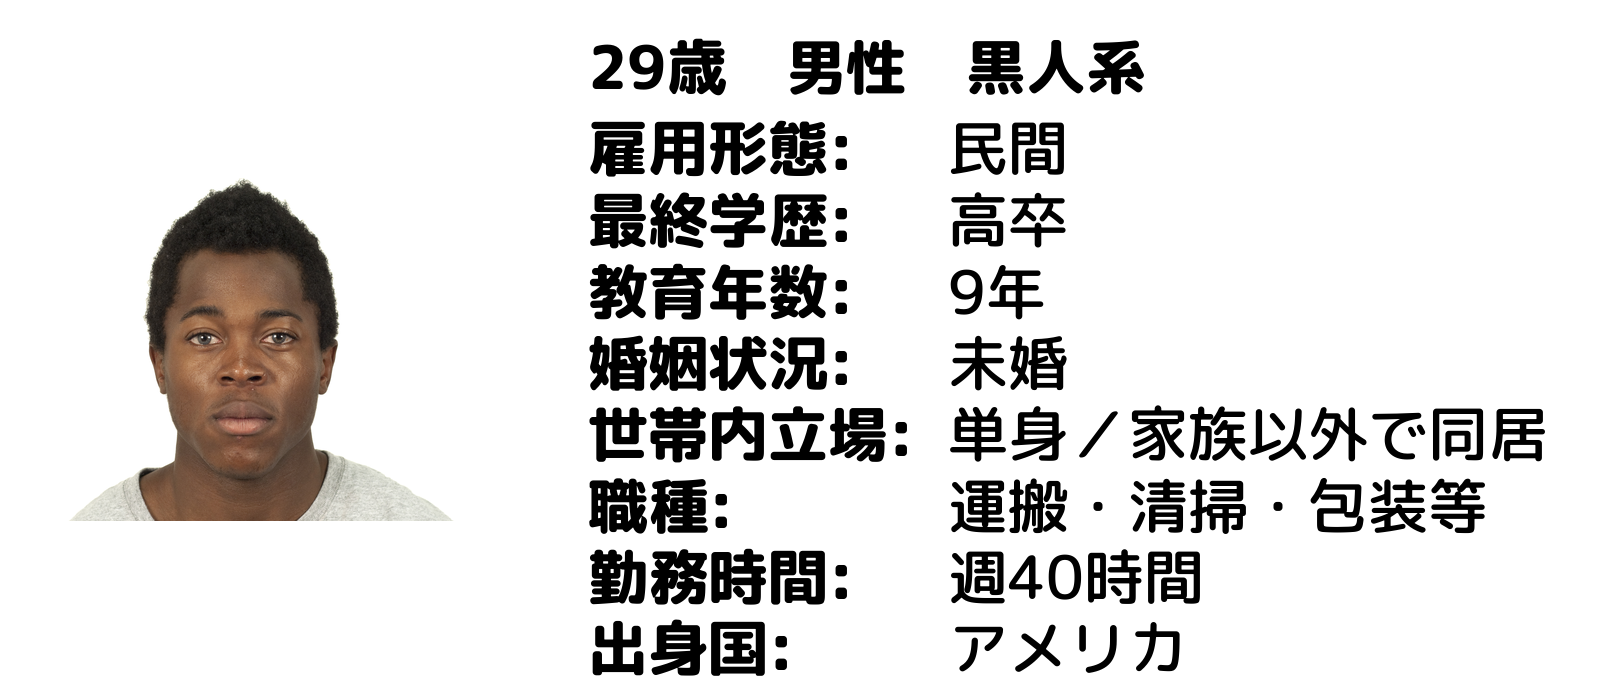 29歳　男性　黒人系
雇用形態:　民間
最終学歴:　高卒
教育年数:　9年
婚姻状況:　未婚
世帯内立場:　単身／家族以外で同居
職種:　運搬・清掃・包装等
勤務時間:　週40時間
出身国:　アメリカ